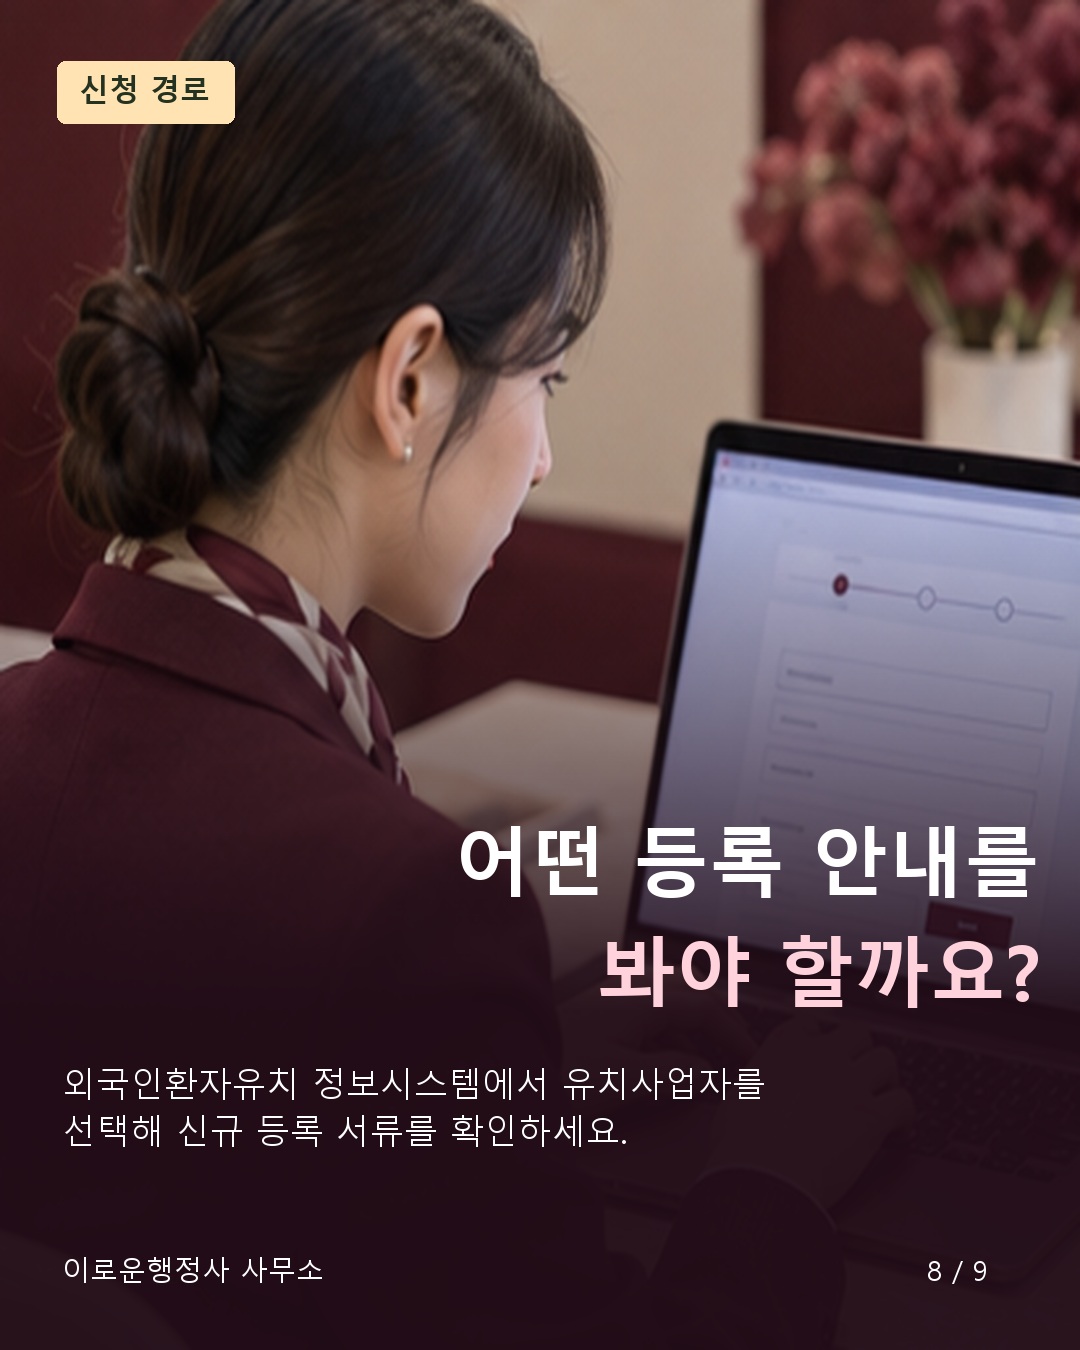 신청 경로
어떤 등록 안내를
봐야 할까요?
외국인환자유치 정보시스템에서 유치사업자를
선택해 신규 등록 서류를 확인하세요.
이로운행정사 사무소
8 / 9